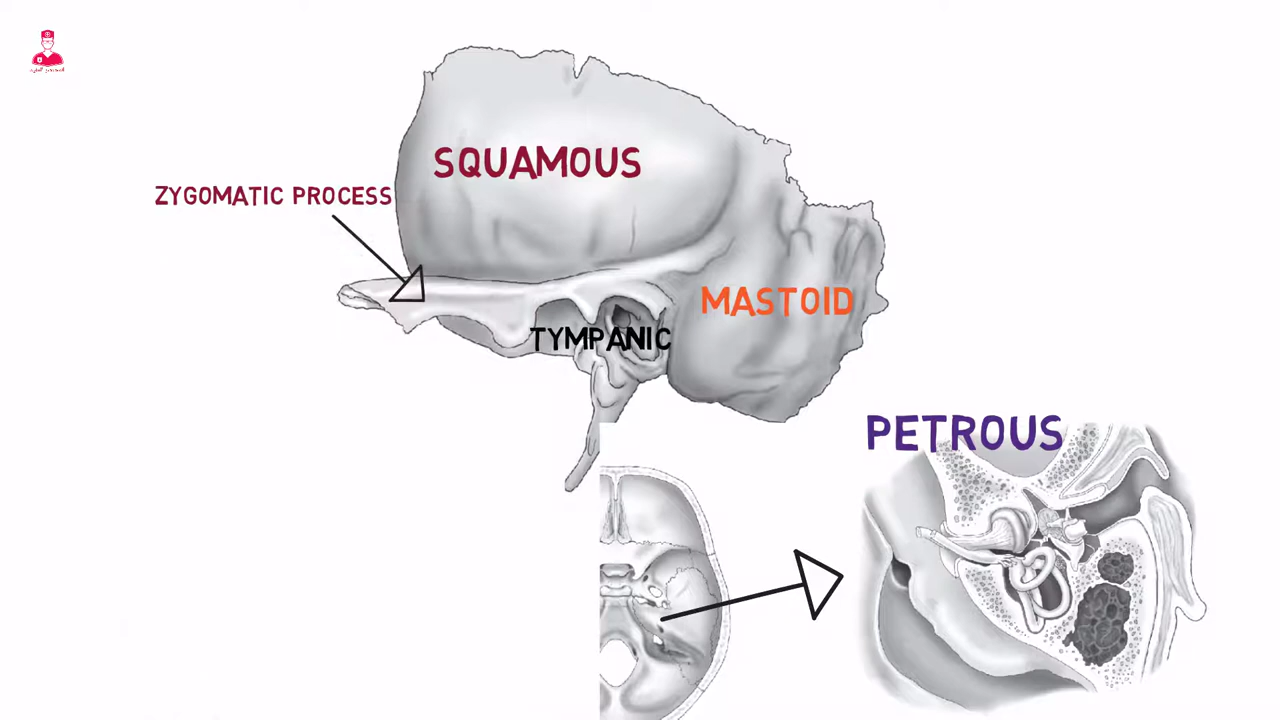 SQUAMOUS
ZYGOMATIC PROCESS
MASTOID
TYMPANIC
PETROUS